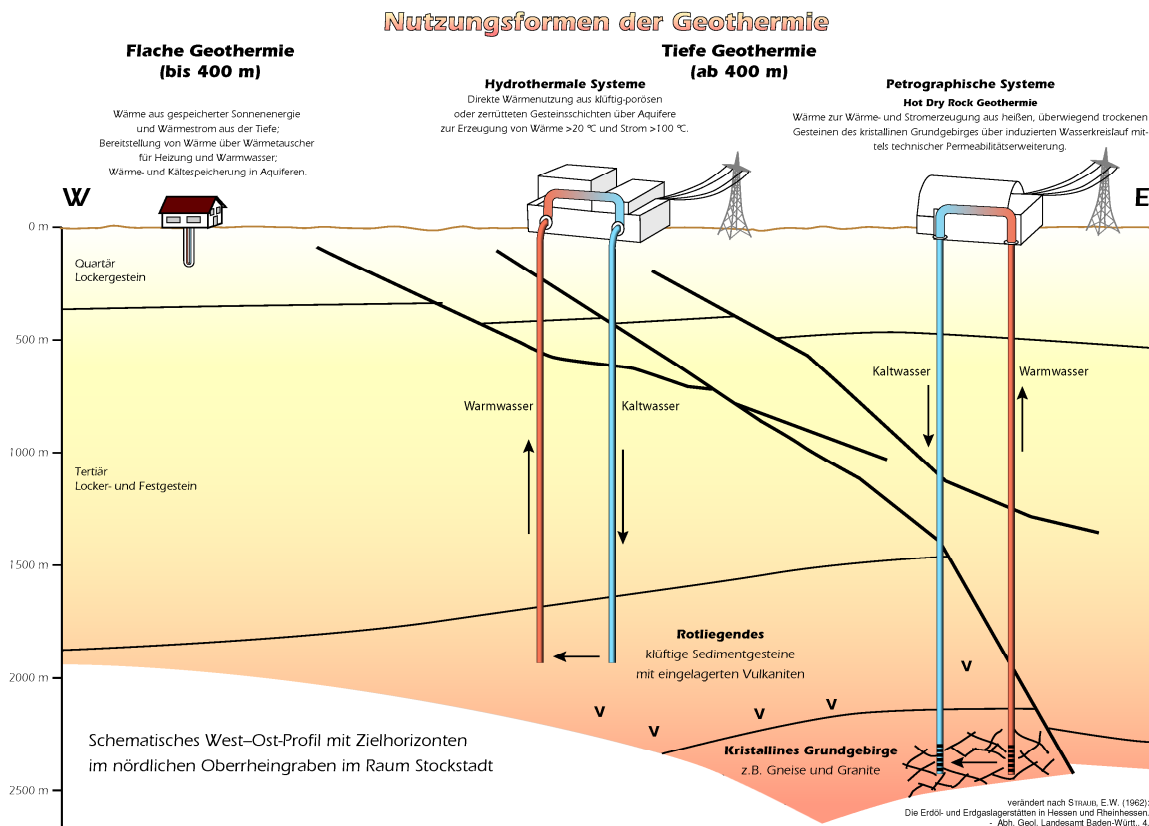 Nutzungsformen der Geothermie
Flache Geothermie
(bis 400 m)
Tiefe Geothermie
(ab 400 m)
Wärme aus gespeicherter Sonnenenergie
und Wärmestrom aus der Tiefe;
Bereitstellung von Wärme über Wärmetauscher
für Heizung und Warmwasser;
Wärme- und Kältespeicherung in Aquiferen.
Hydrothermale Systeme
Direkte Wärmenutzung aus klüftig-porösen
oder zerrütteten Gesteinsschichten über Aquifere
zur Erzeugung von Wärme >20 °C und Strom >100 °C.
Petrographische Systeme
Hot Dry Rock Geothermie
Wärme zur Wärme- und Stromerzeugung aus heißen, überwiegend trockenen
Gesteinen des kristallinen Grundgebirges über induzierten Wasserkreislauf mit-
tels technischer Permeabilitätserweiterung.
W
E
0 m
Quartär
Lockergestein
500 m
Kaltwasser
Warmwasser
Warmwasser
Kaltwasser
1000 m
Tertiär
Locker- und Festgestein
1500 m
Rotliegendes
klüftige Sedimentgesteine
mit eingelagerten Vulkaniten
2000 m
V
V
V
V
V
Schematisches West–Ost-Profil mit Zielhorizonten
im nördlichen Oberrheingraben im Raum Stockstadt
Kristallines Grundgebirge
z.B. Gneise und Granite
2500 m
verändert nach STRAUB, E.W. (1962):
Die Erdöl- und Erdgaslagerstätten in Hessen und Rheinhessen.
- Abh. Geol. Landesamt Baden-Württ., 4.